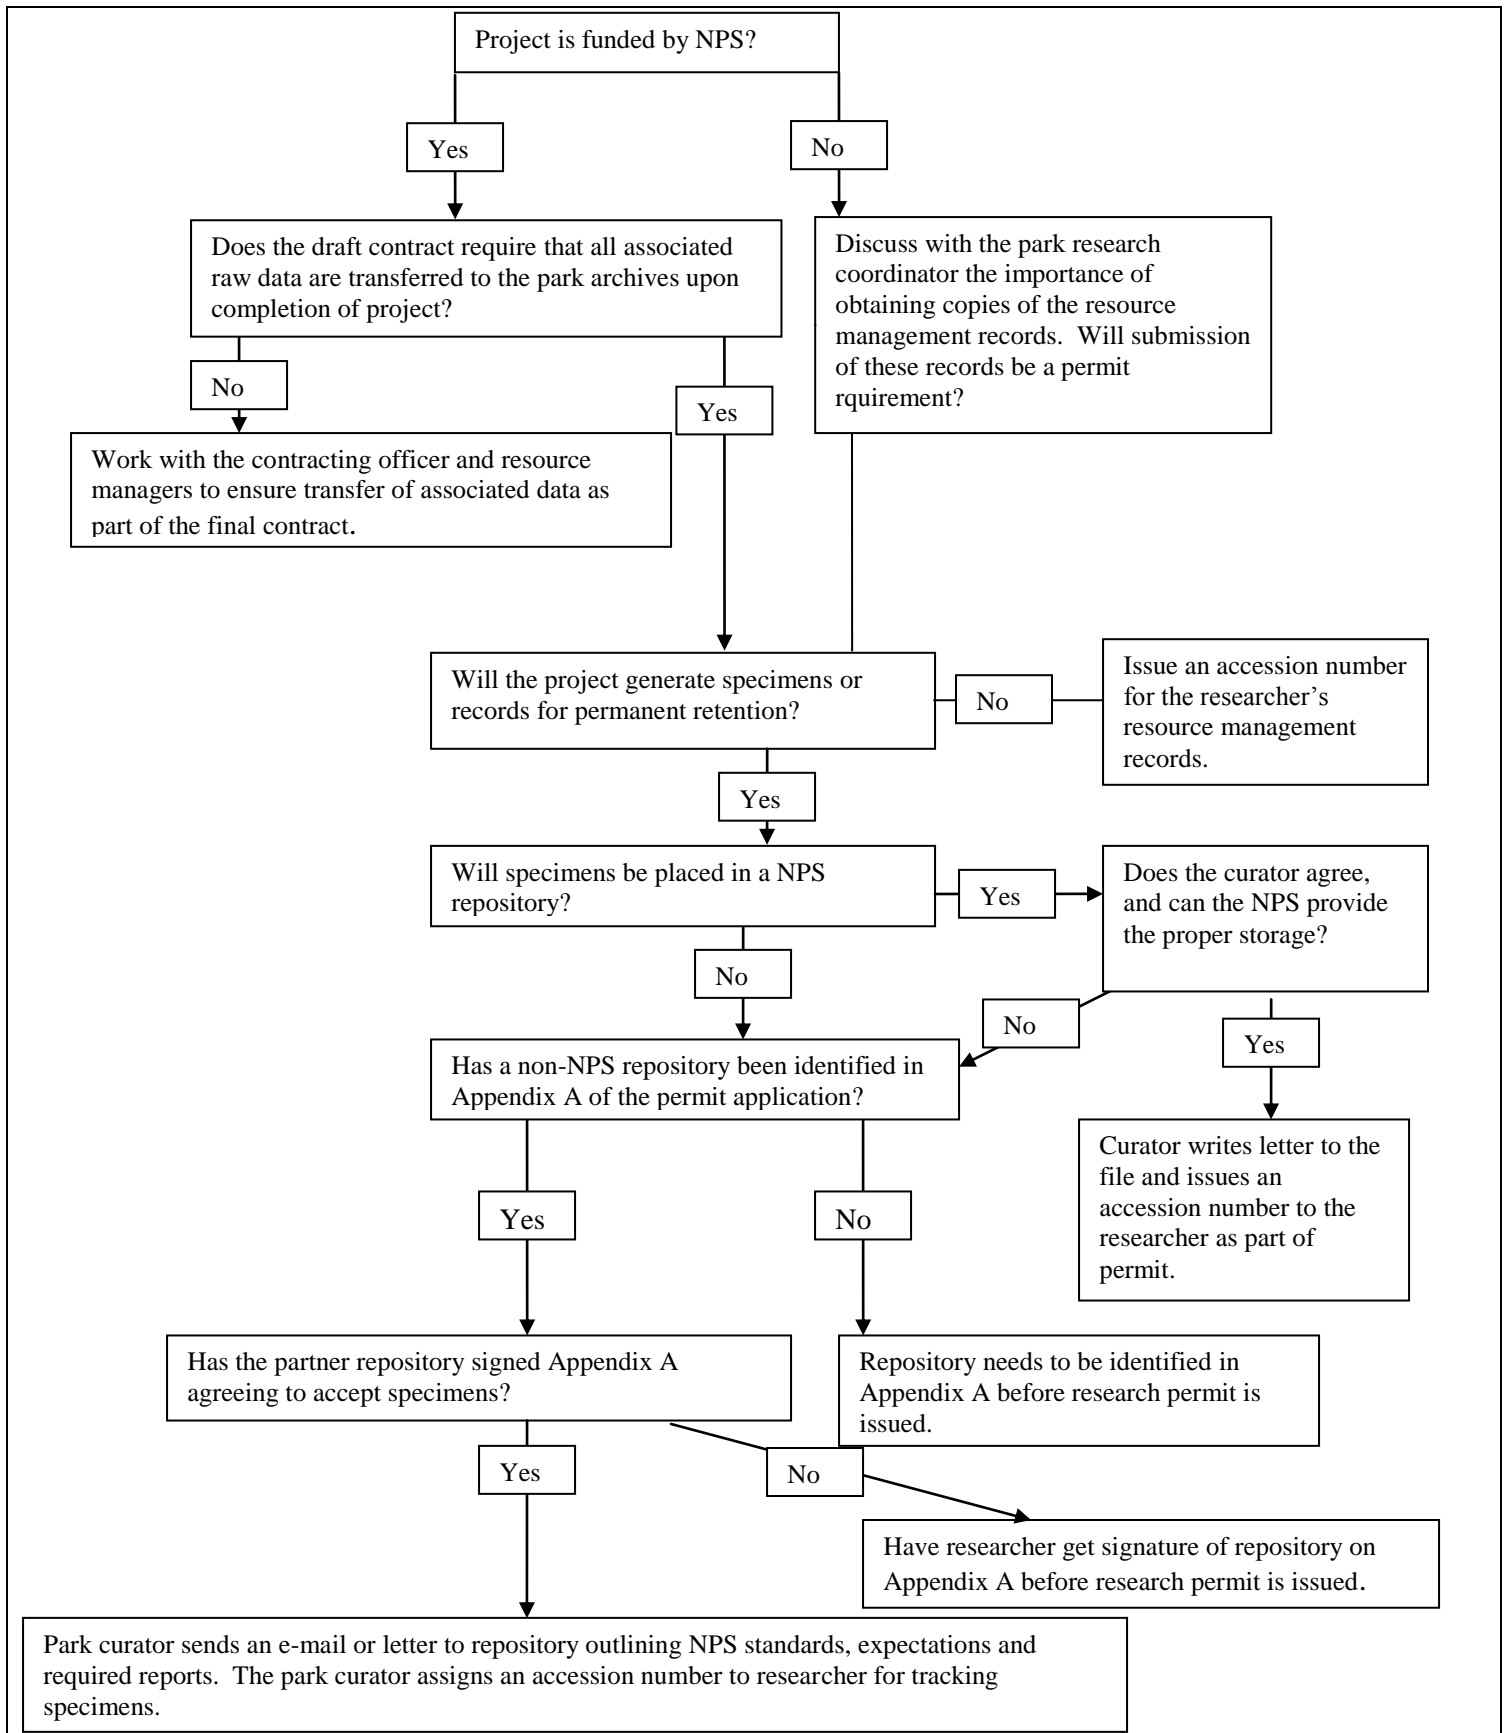 Project is funded by NPS?
Yes
No
Does the draft contract require that all associated
raw data are transferred to the park archives upon
completion of project?
Discuss with the park research
coordinator the importance of
obtaining copies of the resource
management records.  Will submission
of these records be a permit
rquirement?
No
Yes
Work with the contracting officer and resource
managers to ensure transfer of associated data as
part of the final contract.
Will the project generate specimens or
records for permanent retention?
No
Issue an accession number
for the researcher’s
resource management
records.
Yes
Will specimens be placed in a NPS
repository?
Yes
Does the curator agree,
and can the NPS provide
the proper storage?
No
No
Yes
Has a non-NPS repository been identified in
Appendix A of the permit application?
Curator writes letter to the
file and issues an
accession number to the
researcher as part of
permit.
Yes
No
Has the partner repository signed Appendix A
agreeing to accept specimens?
Repository needs to be identified in
Appendix A before research permit is
issued.
Yes
No
Have researcher get signature of repository on
Appendix A before research permit is issued.
Park curator sends an e-mail or letter to repository outlining NPS standards, expectations and
required reports.  The park curator assigns an accession number to researcher for tracking
specimens.